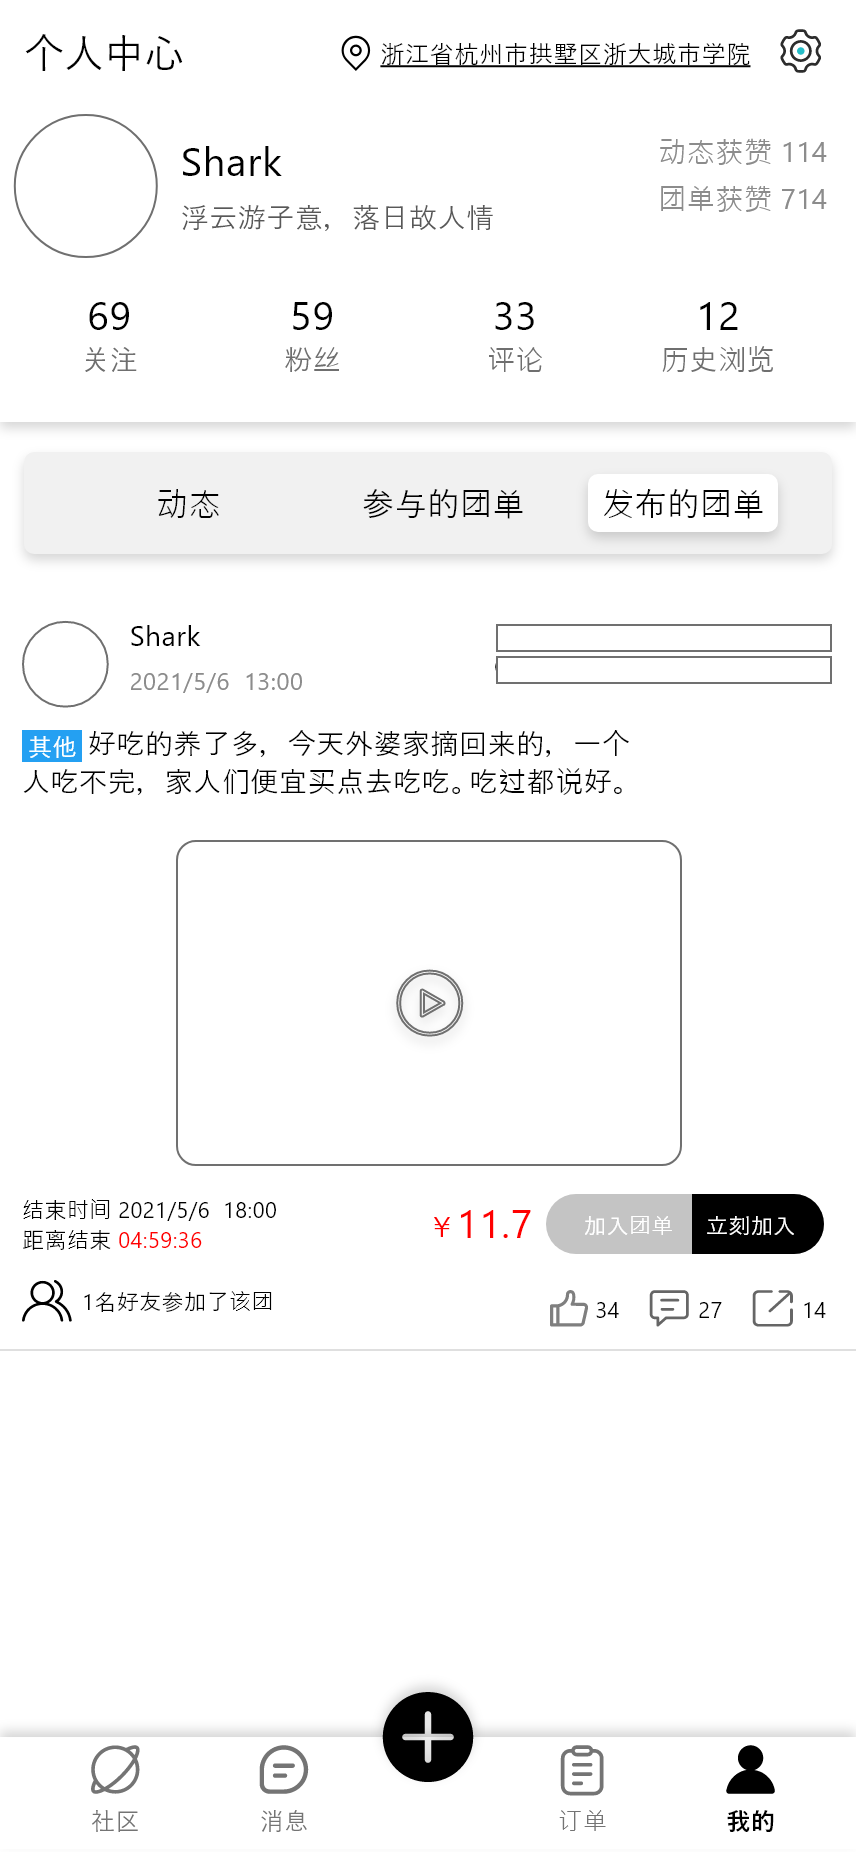 个人中心
浙江省杭州市拱墅区浙大城市学院
Shark
浮云游子意，落日故人情
动态获赞 114
团单获赞 714
69 59 33 12
关注 粉丝 评论 历史浏览
动态 参与的团单 发布的团单
Shark
2021/5/6 13:00
其他 好吃的养了多，今天外婆家摘回来的，一个
人吃不完，家人们便宜买点去吃吃。吃过都说好。
结束时间 2021/5/6 18:00
距离结束 04:59:36
￥11.7
加入团单 立刻加入
1名好友参加了该团
34 27 14
社区 消息 订单 我的